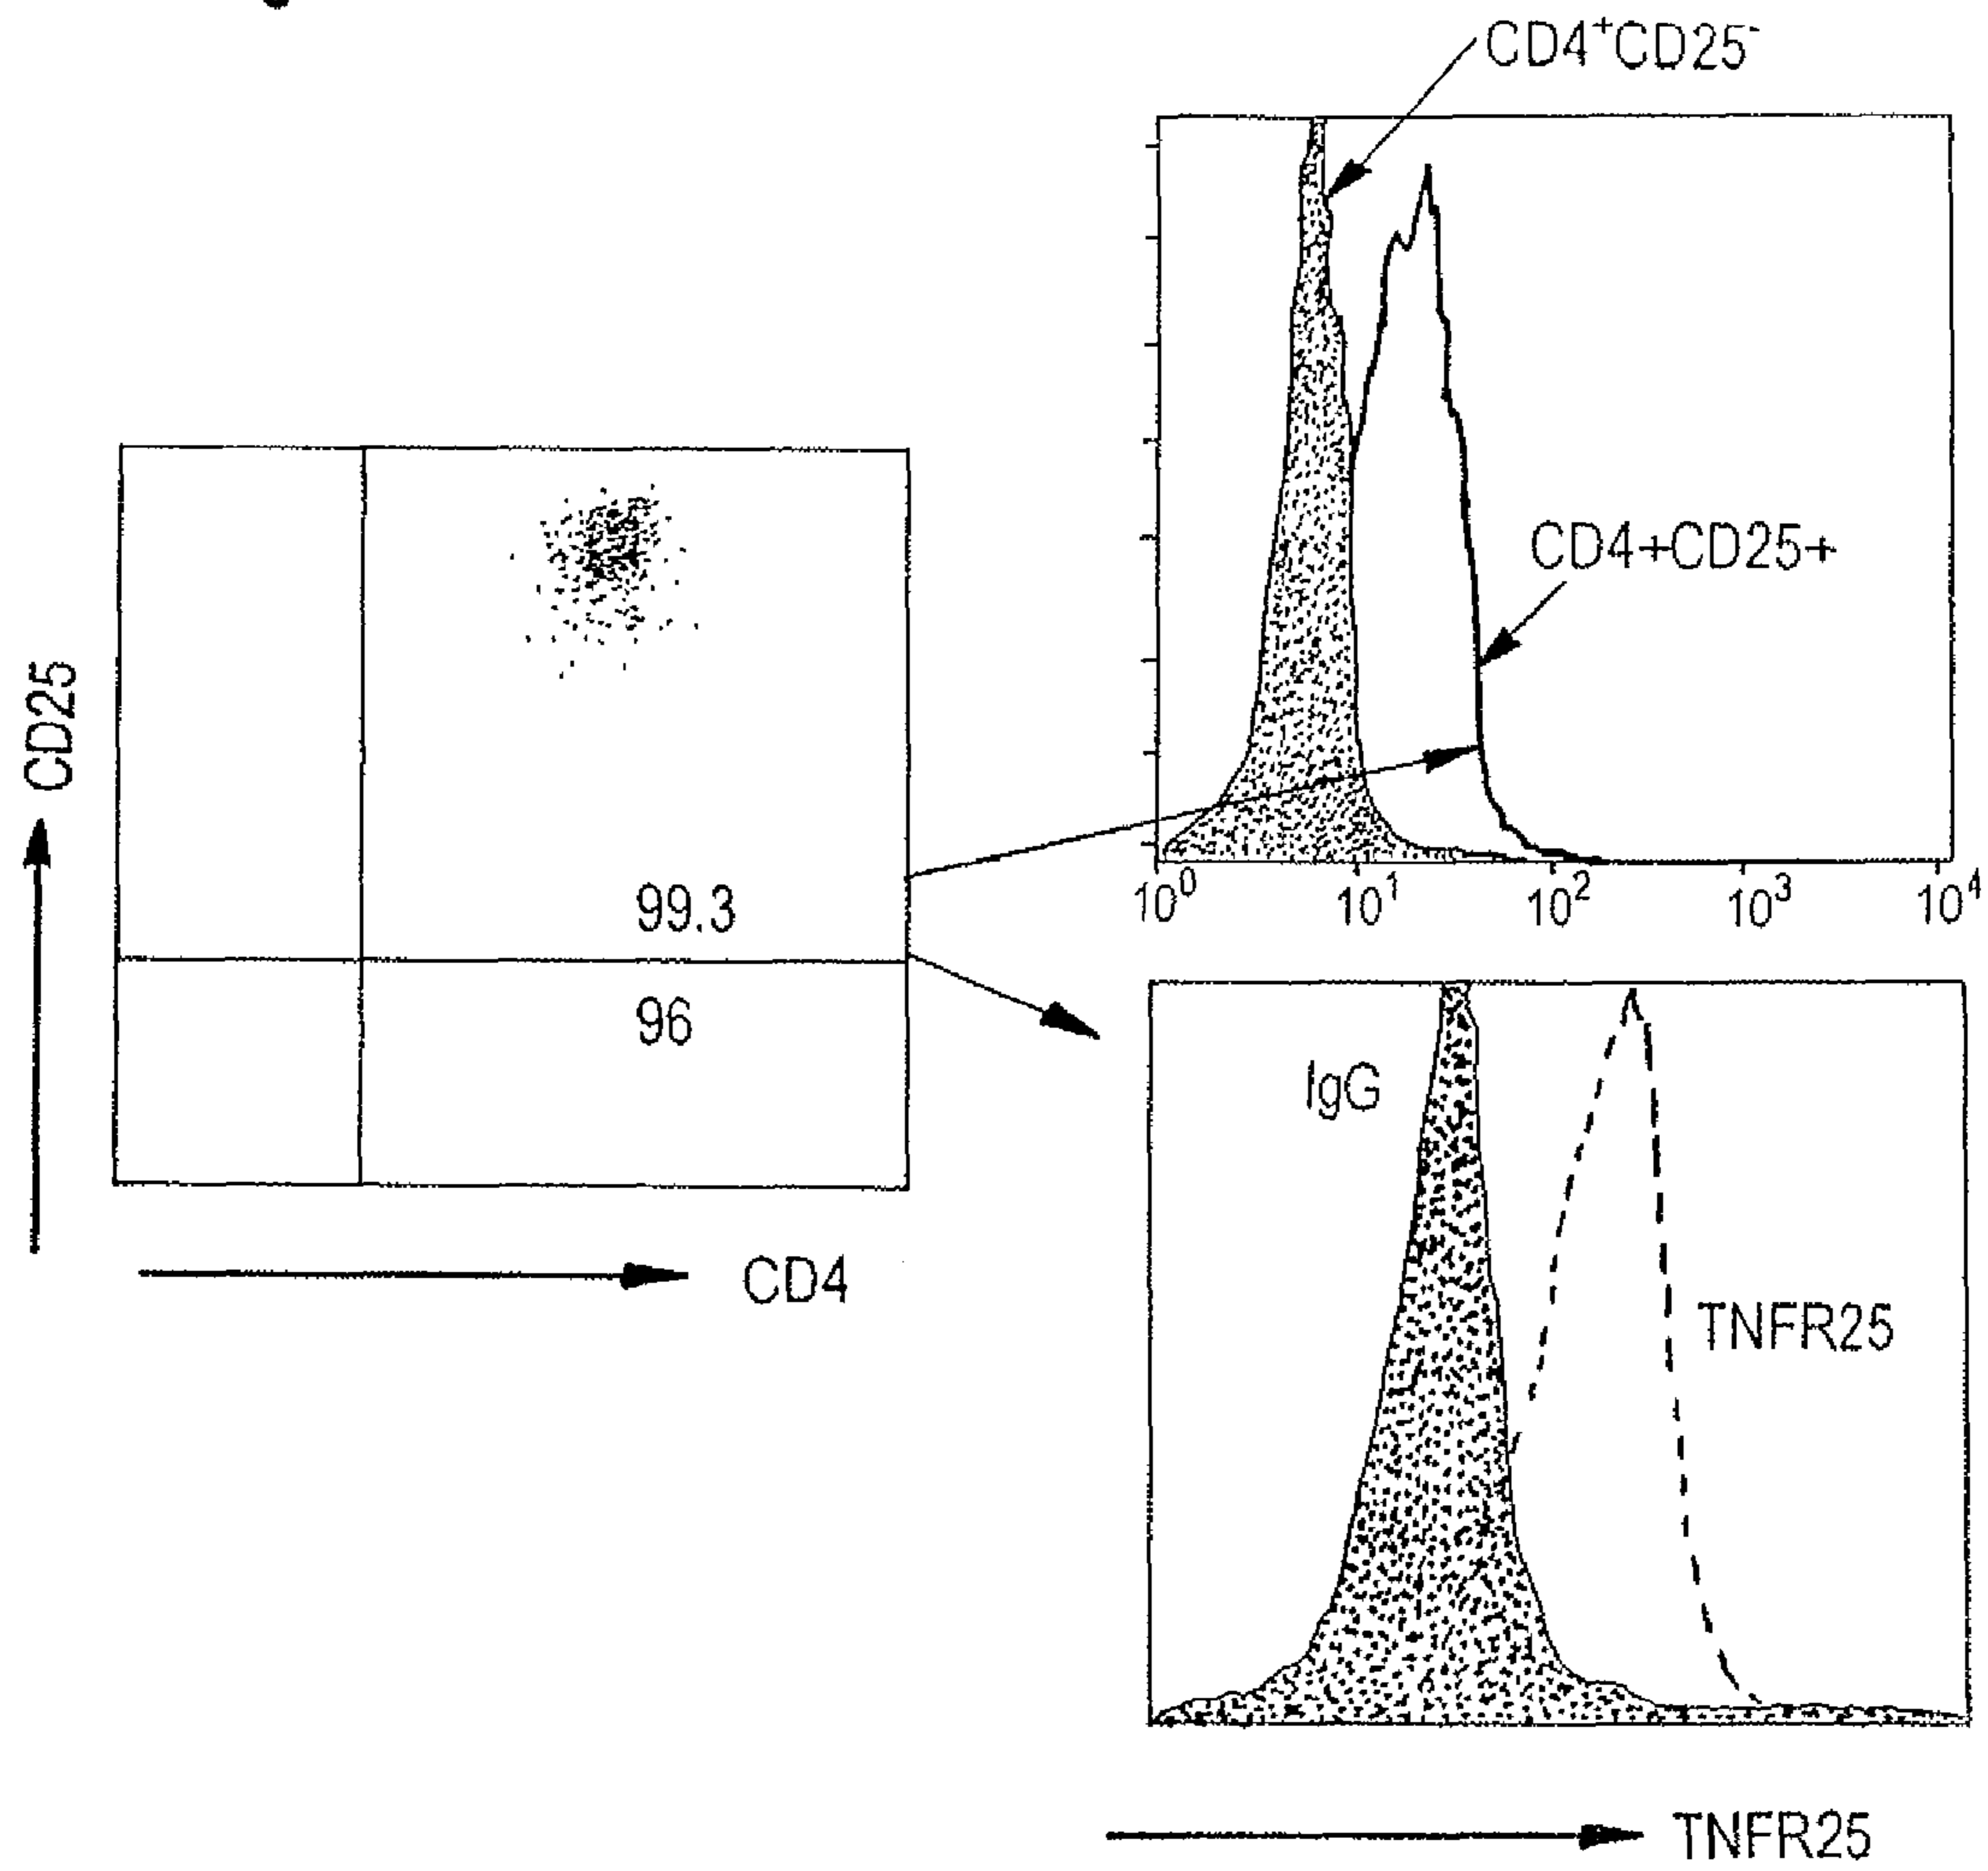 CD4⁺CD25⁻
CD4+CD25+
10⁰ 10¹ 10² 10³ 10⁴
CD25
99.3
96
CD4
IgG
TNFR25
TNFR25